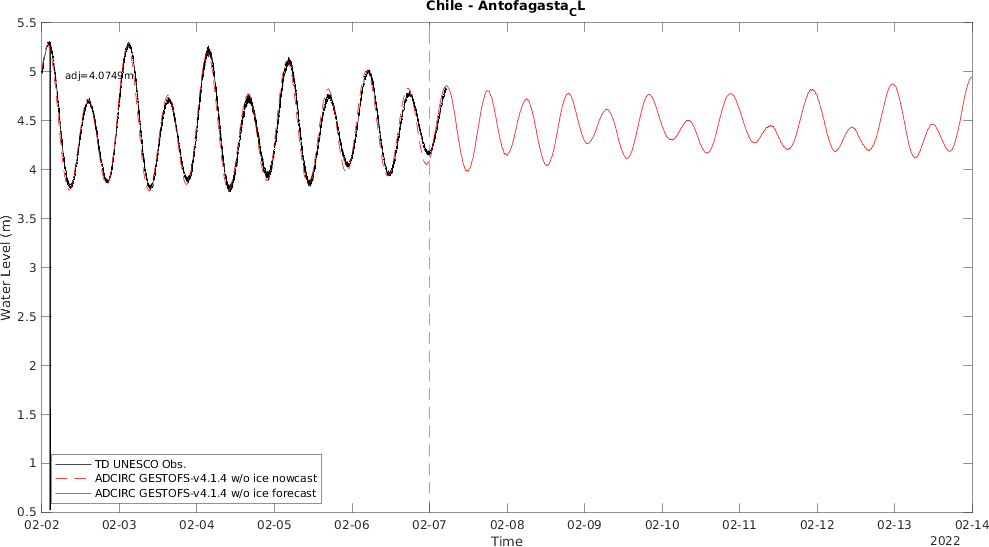 Chile - Antofagasta_CL
5.5
5
4.5
4
3.5
3
2.5
2
1.5
1
0.5
Water Level (m)
adj=4.0749m
TD UNESCO Obs.
ADCIRC GESTOFS-v4.1.4 w/o ice nowcast
ADCIRC GESTOFS-v4.1.4 w/o ice forecast
02-02 02-03 02-04 02-05 02-06 02-07 02-08 02-09 02-10 02-11 02-12 02-13 02-14
Time
2022